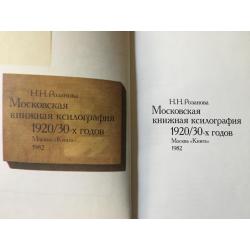 Н.Н.Розанова
Московская
книжная ксилография
1920/30-х годов
Москва «Книга»
1982
Н.Н.Розанова
Московская
книжная ксилография
1920/30-х годов
Москва «Книга»
1982